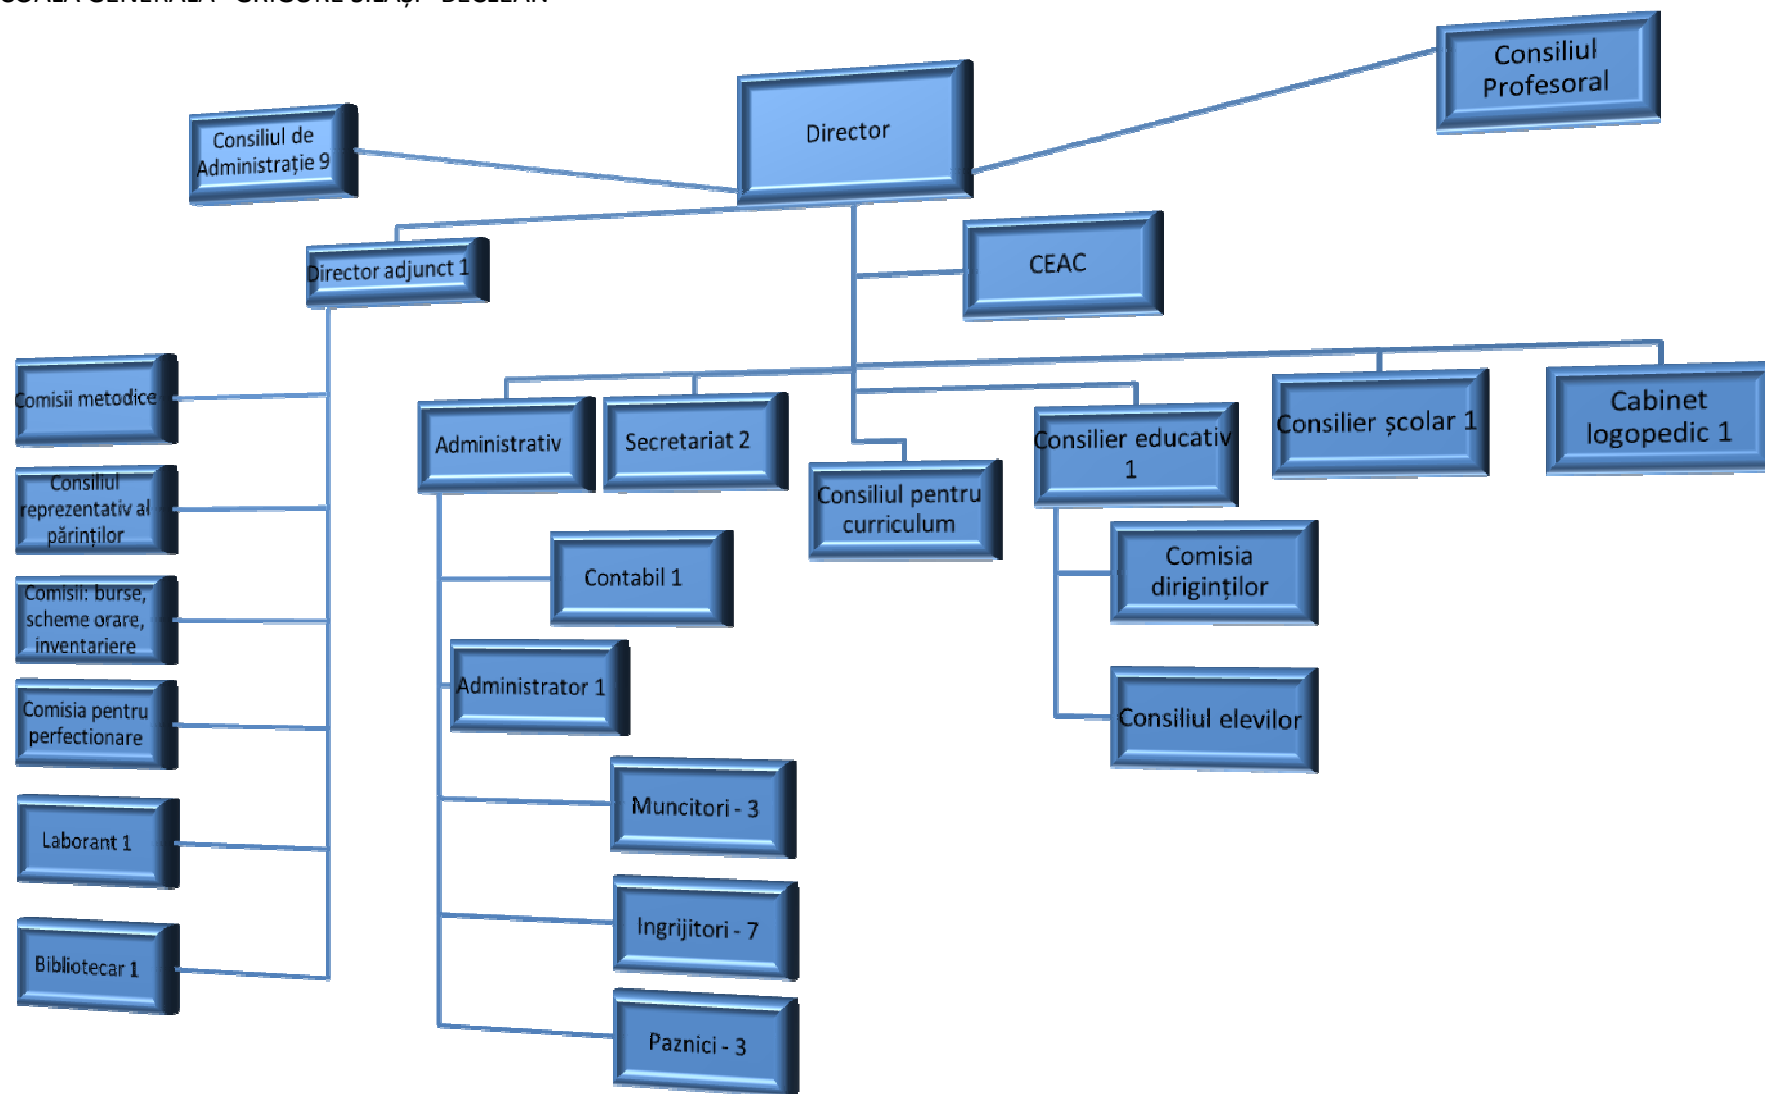 Consiliul
Profesoral
Director
Consiliul de
Administrație 9
Director adjunct 1
CEAC
Comisii metodice
Administrativ
Secretariat 2
Consilier educativ
1
Consilier școlar 1
Cabinet
logopedic 1
Consiliul
reprezentativ al
părinților
Consiliul pentru
curriculum
Comisii: burse,
scheme orare,
inventariere
Contabil 1
Comisia
diriginților
Comisia pentru
perfectionare
Administrator 1
Consiliul elevilor
Laborant 1
Muncitori - 3
Bibliotecar 1
Ingrijitori - 7
Paznici - 3